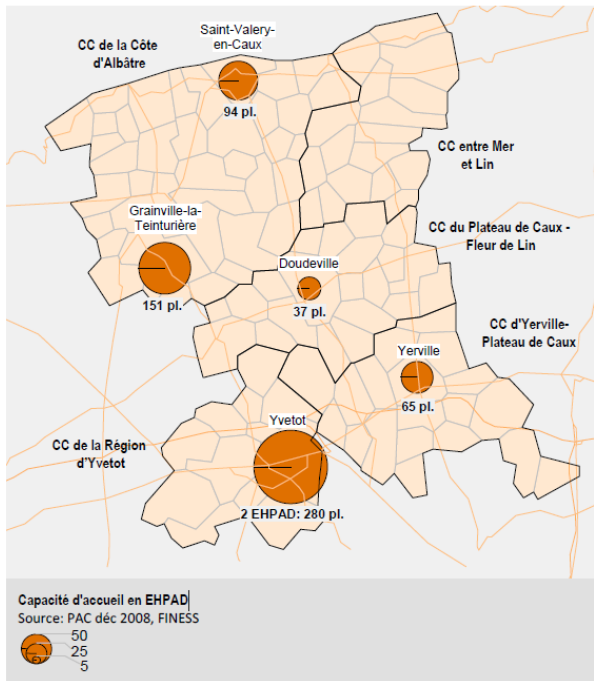 Saint-Valery-
en-Caux
CC de la Côte
d'Albâtre
94 pl.
CC entre Mer
et Lin
Grainville-la-
Teinturière
151 pl.
CC du Plateau de Caux -
Fleur de Lin
Doudeville
37 pl.
CC d'Yerville-
Plateau de Caux
Yerville
65 pl.
Yvetot
CC de la Région
d'Yvetot
2 EHPAD: 280 pl.
Capacité d'accueil en EHPAD
Source: PAC déc 2008, FINESS
50
25
5